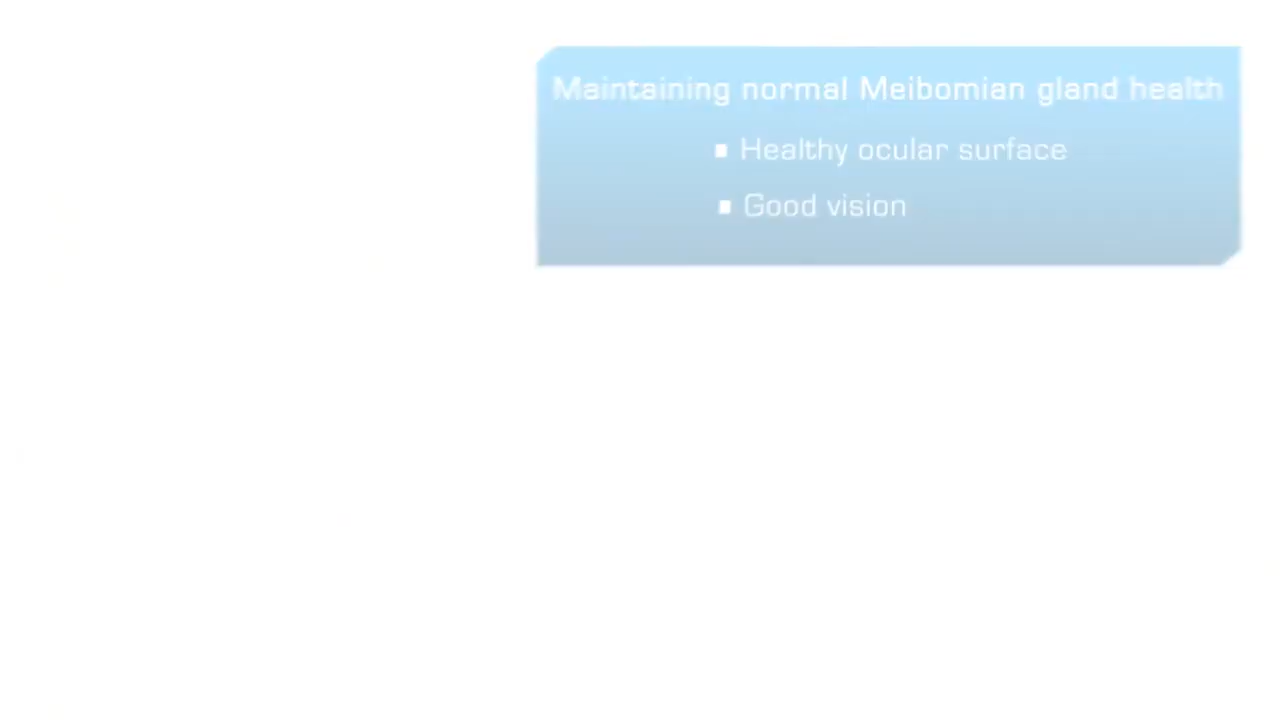 Maintaining normal Meibomian gland health
▪ Healthy ocular surface
▪ Good vision